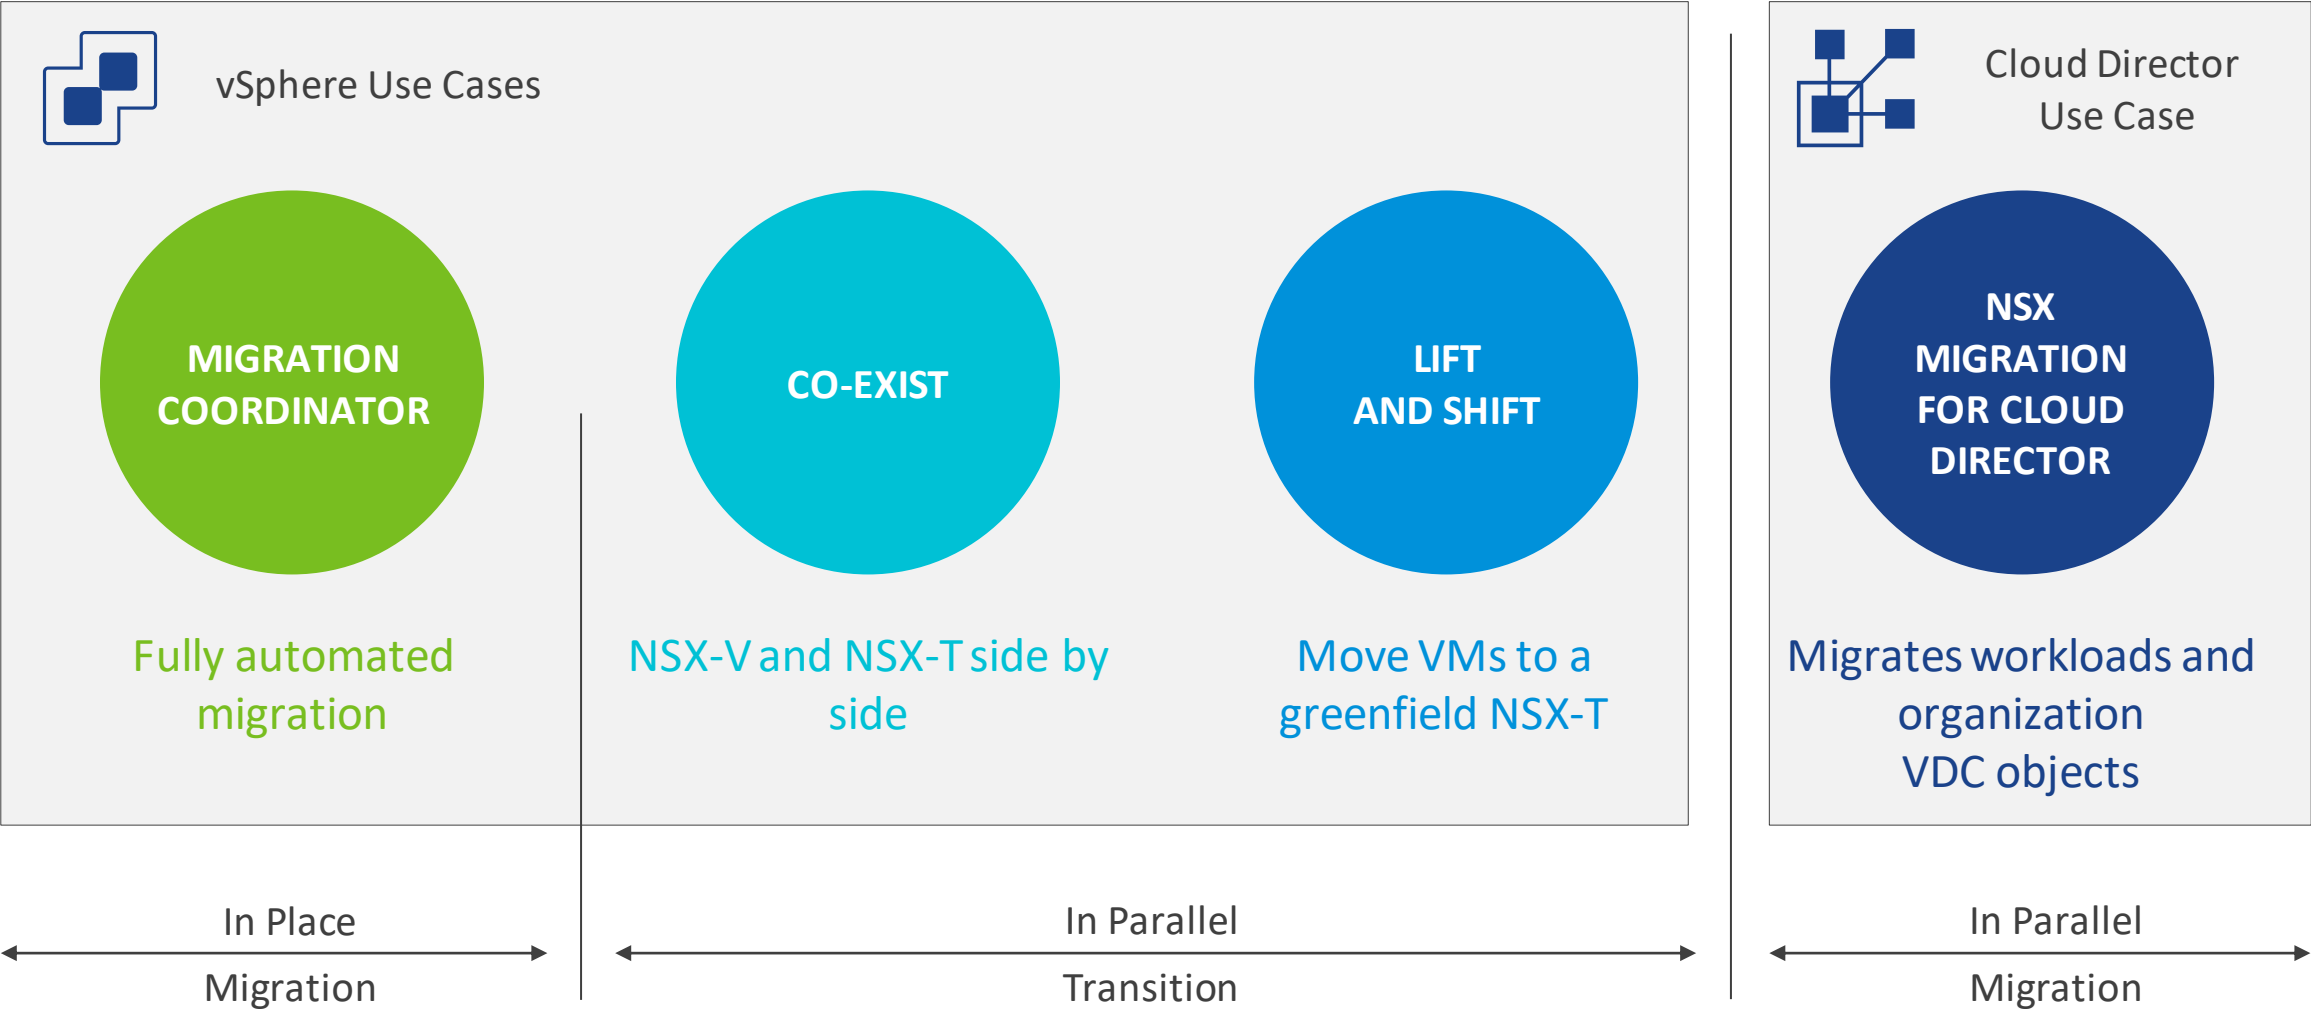 vSphere Use Cases
MIGRATION
COORDINATOR
Fully automated
migration
CO-EXIST
NSX-V and NSX-T side by
side
LIFT
AND SHIFT
Move VMs to a
greenfield NSX-T
Cloud Director
Use Case
NSX
MIGRATION
FOR CLOUD
DIRECTOR
Migrates workloads and
organization
VDC objects
In Place
Migration
In Parallel
Transition
In Parallel
Migration